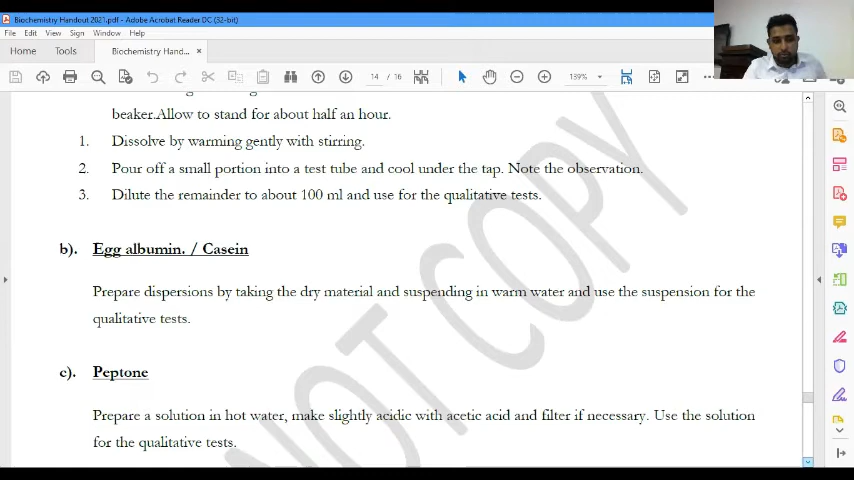 Biochemistry Handout 2021.pdf - Adobe Acrobat Reader DC (32-bit)
File Edit View Sign Window Help
Home Tools Biochemistry Hand... ×
14 / 16 139%
beaker.Allow to stand for about half an hour.
1. Dissolve by warming gently with stirring.
2. Pour off a small portion into a test tube and cool under the tap. Note the observation.
3. Dilute the remainder to about 100 ml and use for the qualitative tests.
b). Egg albumin. / Casein
Prepare dispersions by taking the dry material and suspending in warm water and use the suspension for the
qualitative tests.
c). Peptone
Prepare a solution in hot water, make slightly acidic with acetic acid and filter if necessary. Use the solution
for the qualitative tests.
NOT COPY